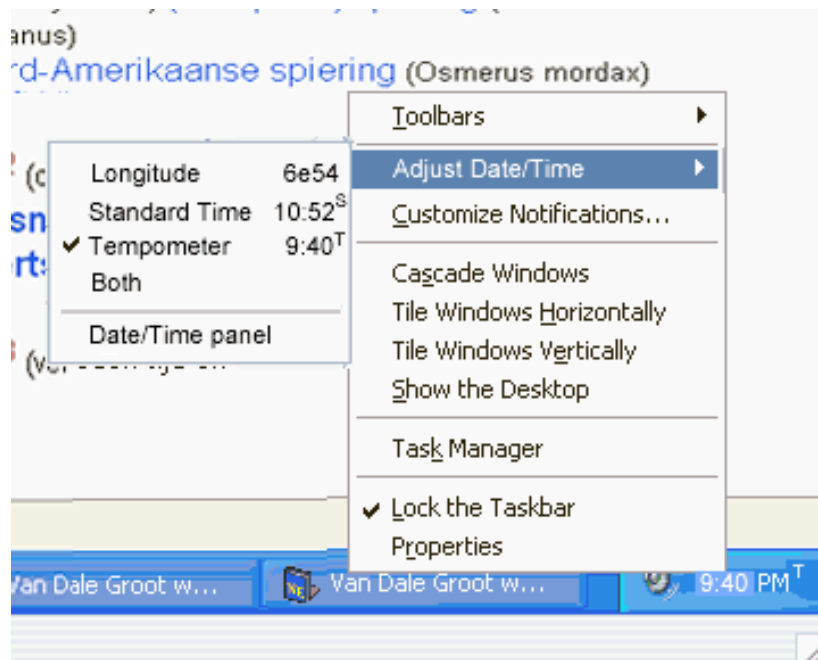 anus)
rd-Amerikaanse spiering (Osmerus mordax)
Toolbars
Adjust Date/Time
Customize Notifications...
Cascade Windows
Tile Windows Horizontally
Tile Windows Vertically
Show the Desktop
Task Manager
Lock the Taskbar
Properties
Longitude 6e54
Standard Time 10:52S
Tempometer 9:40T
Both
Date/Time panel
Van Dale Groot w...
Van Dale Groot w...
9:40 PM T